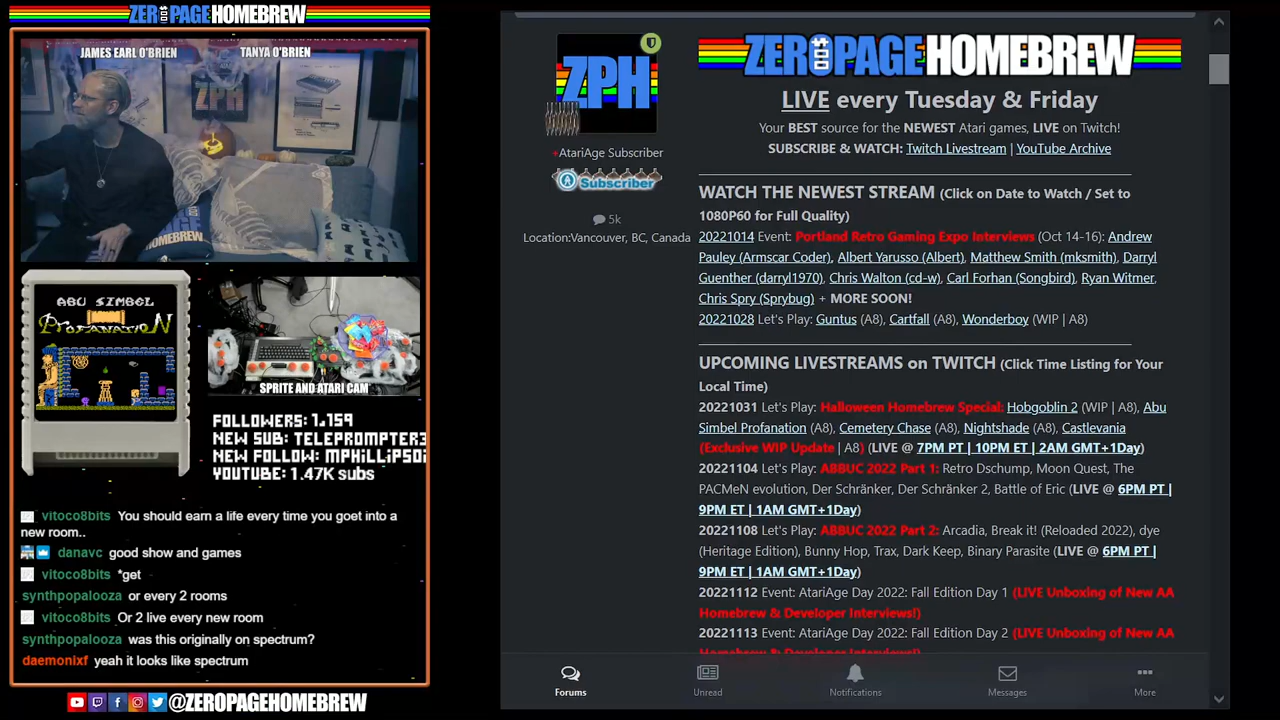 ZEROPAGE HOMEBREW
JAMES EARL O'BRIEN
TANYA O'BRIEN
ZPH
HOMEBREW
ABU SIMBEL
PROFANATION
SPRITE AND ATARI CAM
FOLLOWERS: 1,159
NEW SUB: TELEPROMPTER3
NEW FOLLOW: MPHILLIPSO
YOUTUBE: 1.47K subs
vitoco8bits You should earn a life every time you goet into a
new room..
danavc good show and games
vitoco8bits *get
synthpopalooza or every 2 rooms
vitoco8bits Or 2 live every new room
synthpopalooza was this originally on spectrum?
daemonixf yeah it looks like spectrum
@ZEROPAGEHOMEBREW
ZPH
+AtariAge Subscriber
Subscriber
5k
Location:Vancouver, BC, Canada
ZEROPAGE HOMEBREW
LIVE every Tuesday & Friday
Your BEST source for the NEWEST Atari games, LIVE on Twitch!
SUBSCRIBE & WATCH: Twitch Livestream | YouTube Archive
WATCH THE NEWEST STREAM (Click on Date to Watch / Set to
1080P60 for Full Quality)
20221014 Event: Portland Retro Gaming Expo Interviews (Oct 14-16): Andrew
Pauley (Armscar Coder), Albert Yarusso (Albert), Matthew Smith (mksmith), Darryl
Guenther (darryl1970), Chris Walton (cd-w), Carl Forhan (Songbird), Ryan Witmer,
Chris Spry (Sprybug) + MORE SOON!
20221028 Let's Play: Guntus (A8), Cartfall (A8), Wonderboy (WIP | A8)
UPCOMING LIVESTREAMS on TWITCH (Click Time Listing for Your
Local Time)
20221031 Let's Play: Halloween Homebrew Special: Hobgoblin 2 (WIP | A8), Abu
Simbel Profanation (A8), Cemetery Chase (A8), Nightshade (A8), Castlevania
(Exclusive WIP Update | A8) (LIVE @ 7PM PT | 10PM ET | 2AM GMT+1Day)
20221104 Let's Play: ABBUC 2022 Part 1: Retro Dschump, Moon Quest, The
PACMeN evolution, Der Schränker, Der Schränker 2, Battle of Eric (LIVE @ 6PM PT |
9PM ET | 1AM GMT+1Day)
20221108 Let's Play: ABBUC 2022 Part 2: Arcadia, Break it! (Reloaded 2022), dye
(Heritage Edition), Bunny Hop, Trax, Dark Keep, Binary Parasite (LIVE @ 6PM PT |
9PM ET | 1AM GMT+1Day)
20221112 Event: AtariAge Day 2022: Fall Edition Day 1 (LIVE Unboxing of New AA
Homebrew & Developer Interviews!)
20221113 Event: AtariAge Day 2022: Fall Edition Day 2 (LIVE Unboxing of New AA
Homebrew & Developer Interviews!)
Forums
Unread
Notifications
Messages
More